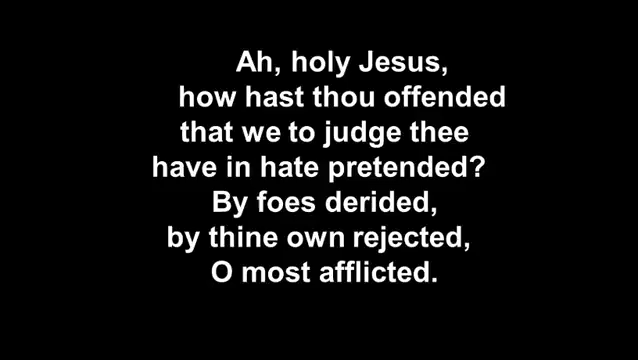 Ah, holy Jesus,
how hast thou offended
that we to judge thee
have in hate pretended?
By foes derided,
by thine own rejected,
O most afflicted.